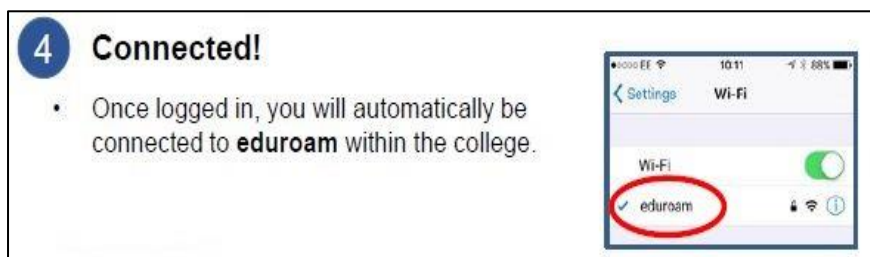 4 Connected!
• Once logged in, you will automatically be
connected to eduroam within the college.
EE 10:11 88%
Settings Wi-Fi
Wi-Fi
eduroam